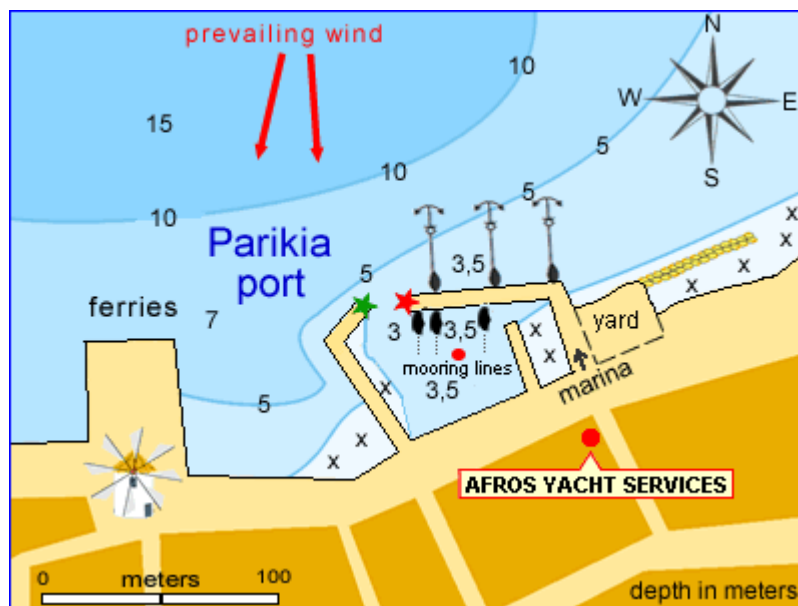 prevailing wind
N
W
E
S
10
15
5
10
5
10
Parikia
port
5
3,5
ferries
7
3
3,5
yard
x
x
x
x
x
x
x
x
x
mooring lines
marina
5
3,5
x
x
AFROS YACHT SERVICES
0
meters
100
depth in meters